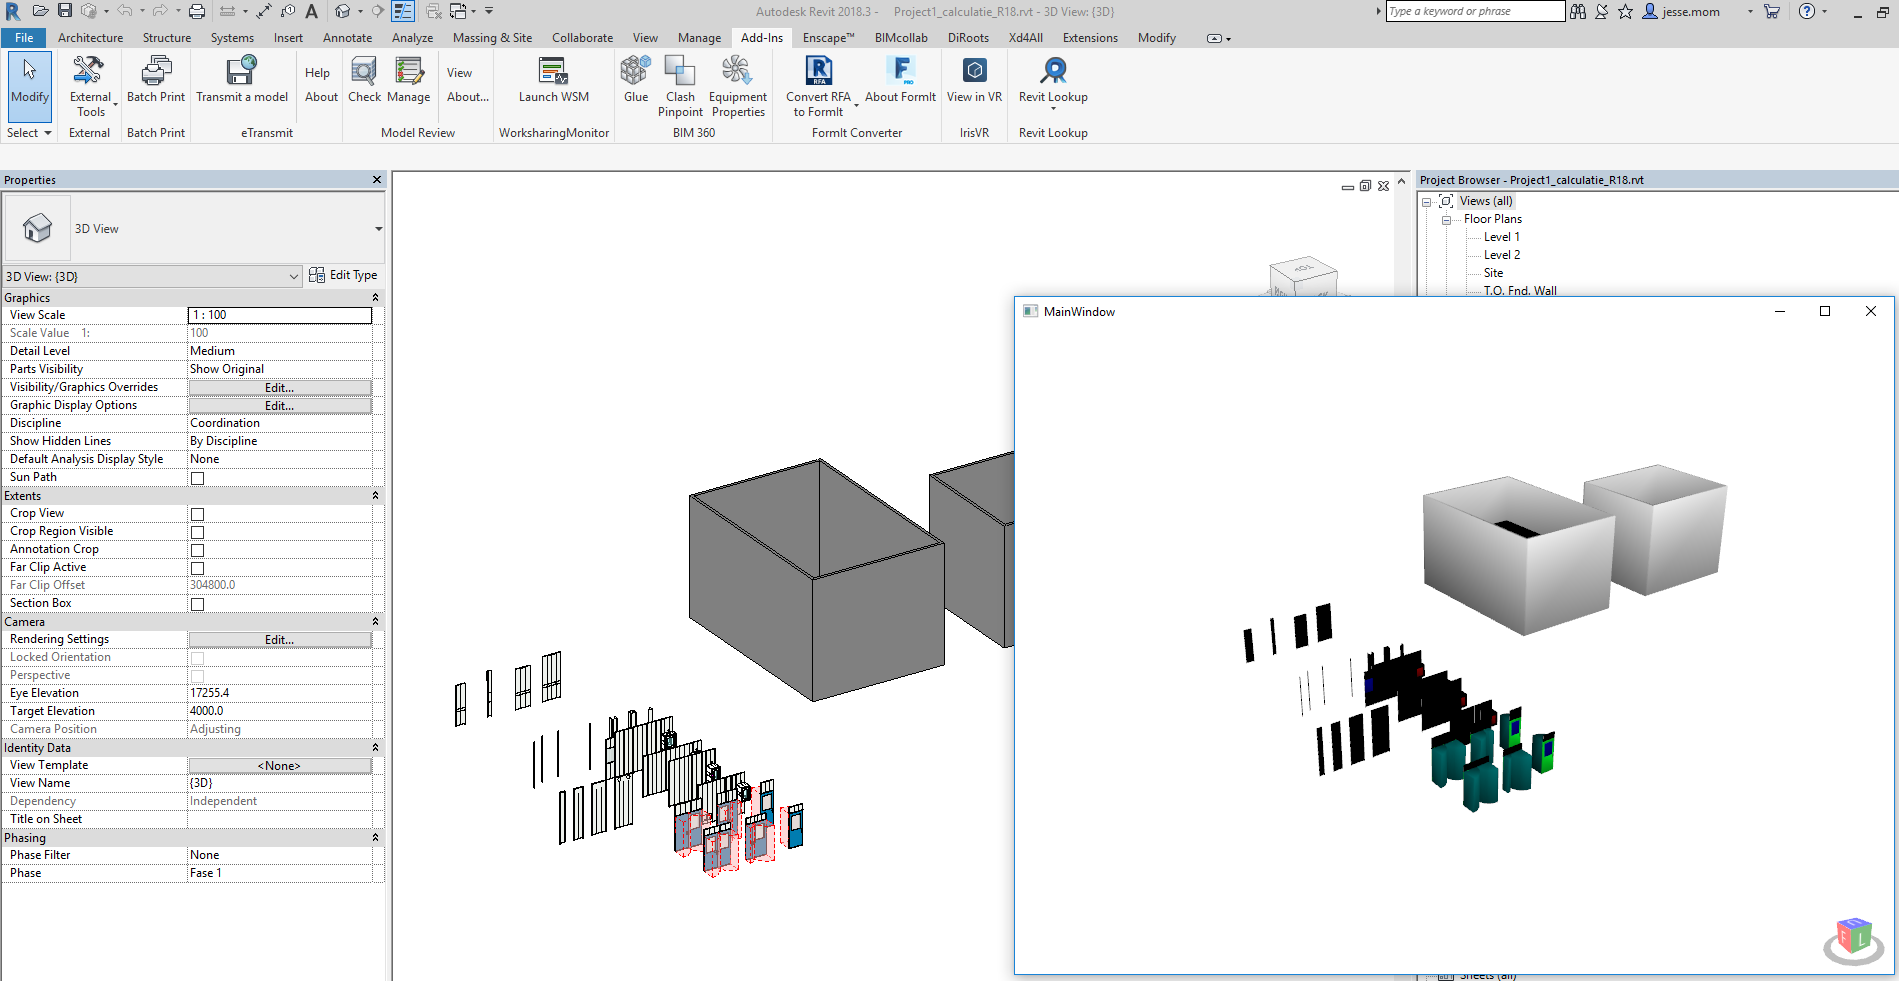 Autodesk Revit 2018.3 - Project1_calculatie_R18.rvt - 3D View: {3D}
Type a keyword or phrase
jesse.mom
File Architecture Structure Systems Insert Annotate Analyze Massing & Site Collaborate View Manage Add-Ins Enscape™ BIMcollab DiRoots Xd4All Extensions Modify
Modify
External Tools
Batch Print
Transmit a model
Help
About
Check
Manage
View
About...
Launch WSM
Glue
Clash Pinpoint
Equipment Properties
RFA
Convert RFA to FormIt
PRO
About FormIt
View in VR
Revit Lookup
Select External Batch Print eTransmit Model Review WorksharingMonitor BIM 360 FormIt Converter IrisVR Revit Lookup
Properties
3D View
3D View: {3D}
Edit Type
Graphics
View Scale 1 : 100
Scale Value 1: 100
Detail Level Medium
Parts Visibility Show Original
Visibility/Graphics Overrides Edit...
Graphic Display Options Edit...
Discipline Coordination
Show Hidden Lines By Discipline
Default Analysis Display Style None
Sun Path
Extents
Crop View
Crop Region Visible
Annotation Crop
Far Clip Active
Far Clip Offset 304800.0
Section Box
Camera
Rendering Settings Edit...
Locked Orientation
Perspective
Eye Elevation 17255.4
Target Elevation 4000.0
Camera Position Adjusting
Identity Data
View Template <None>
View Name {3D}
Dependency Independent
Title on Sheet
Phasing
Phase Filter None
Phase Fase 1
Project Browser - Project1_calculatie_R18.rvt
Views (all)
Floor Plans
Level 1
Level 2
Site
T.O. Fnd. Wall
MainWindow
F L
Sheets (all)